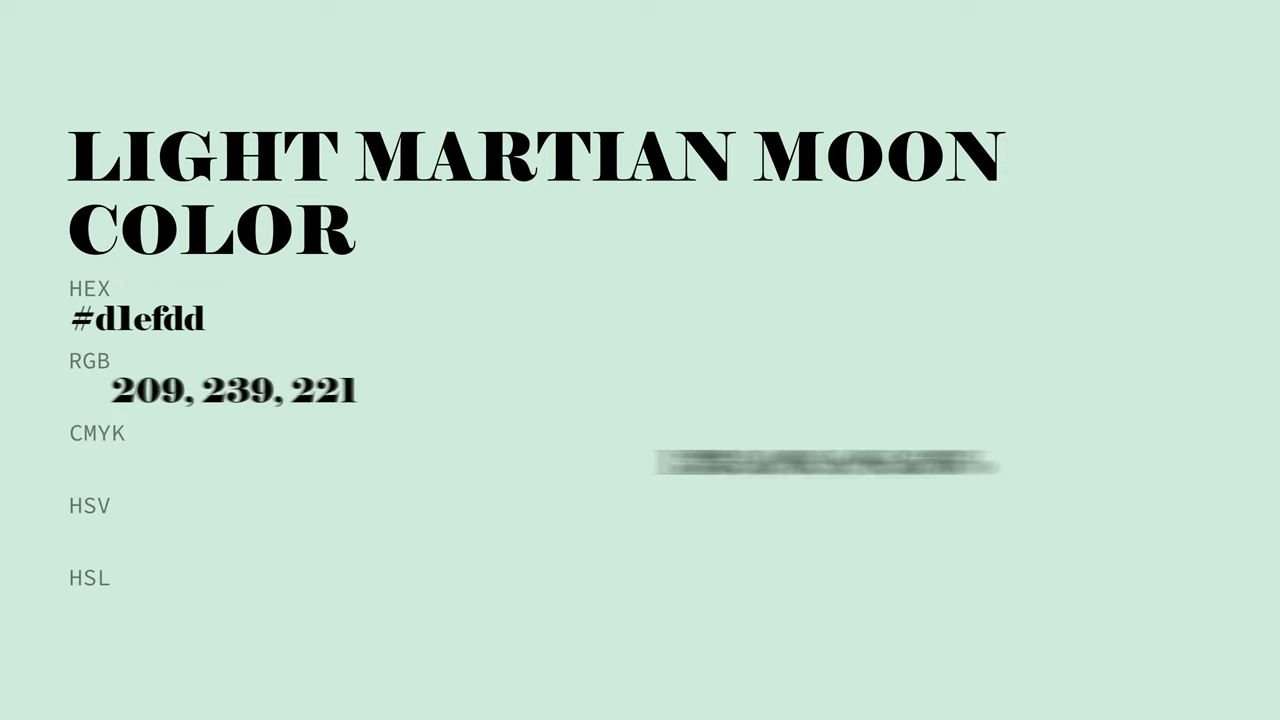 LIGHT MARTIAN MOON
COLOR
HEX
#d1efdd
RGB
209, 239, 221
CMYK
HSV
HSL